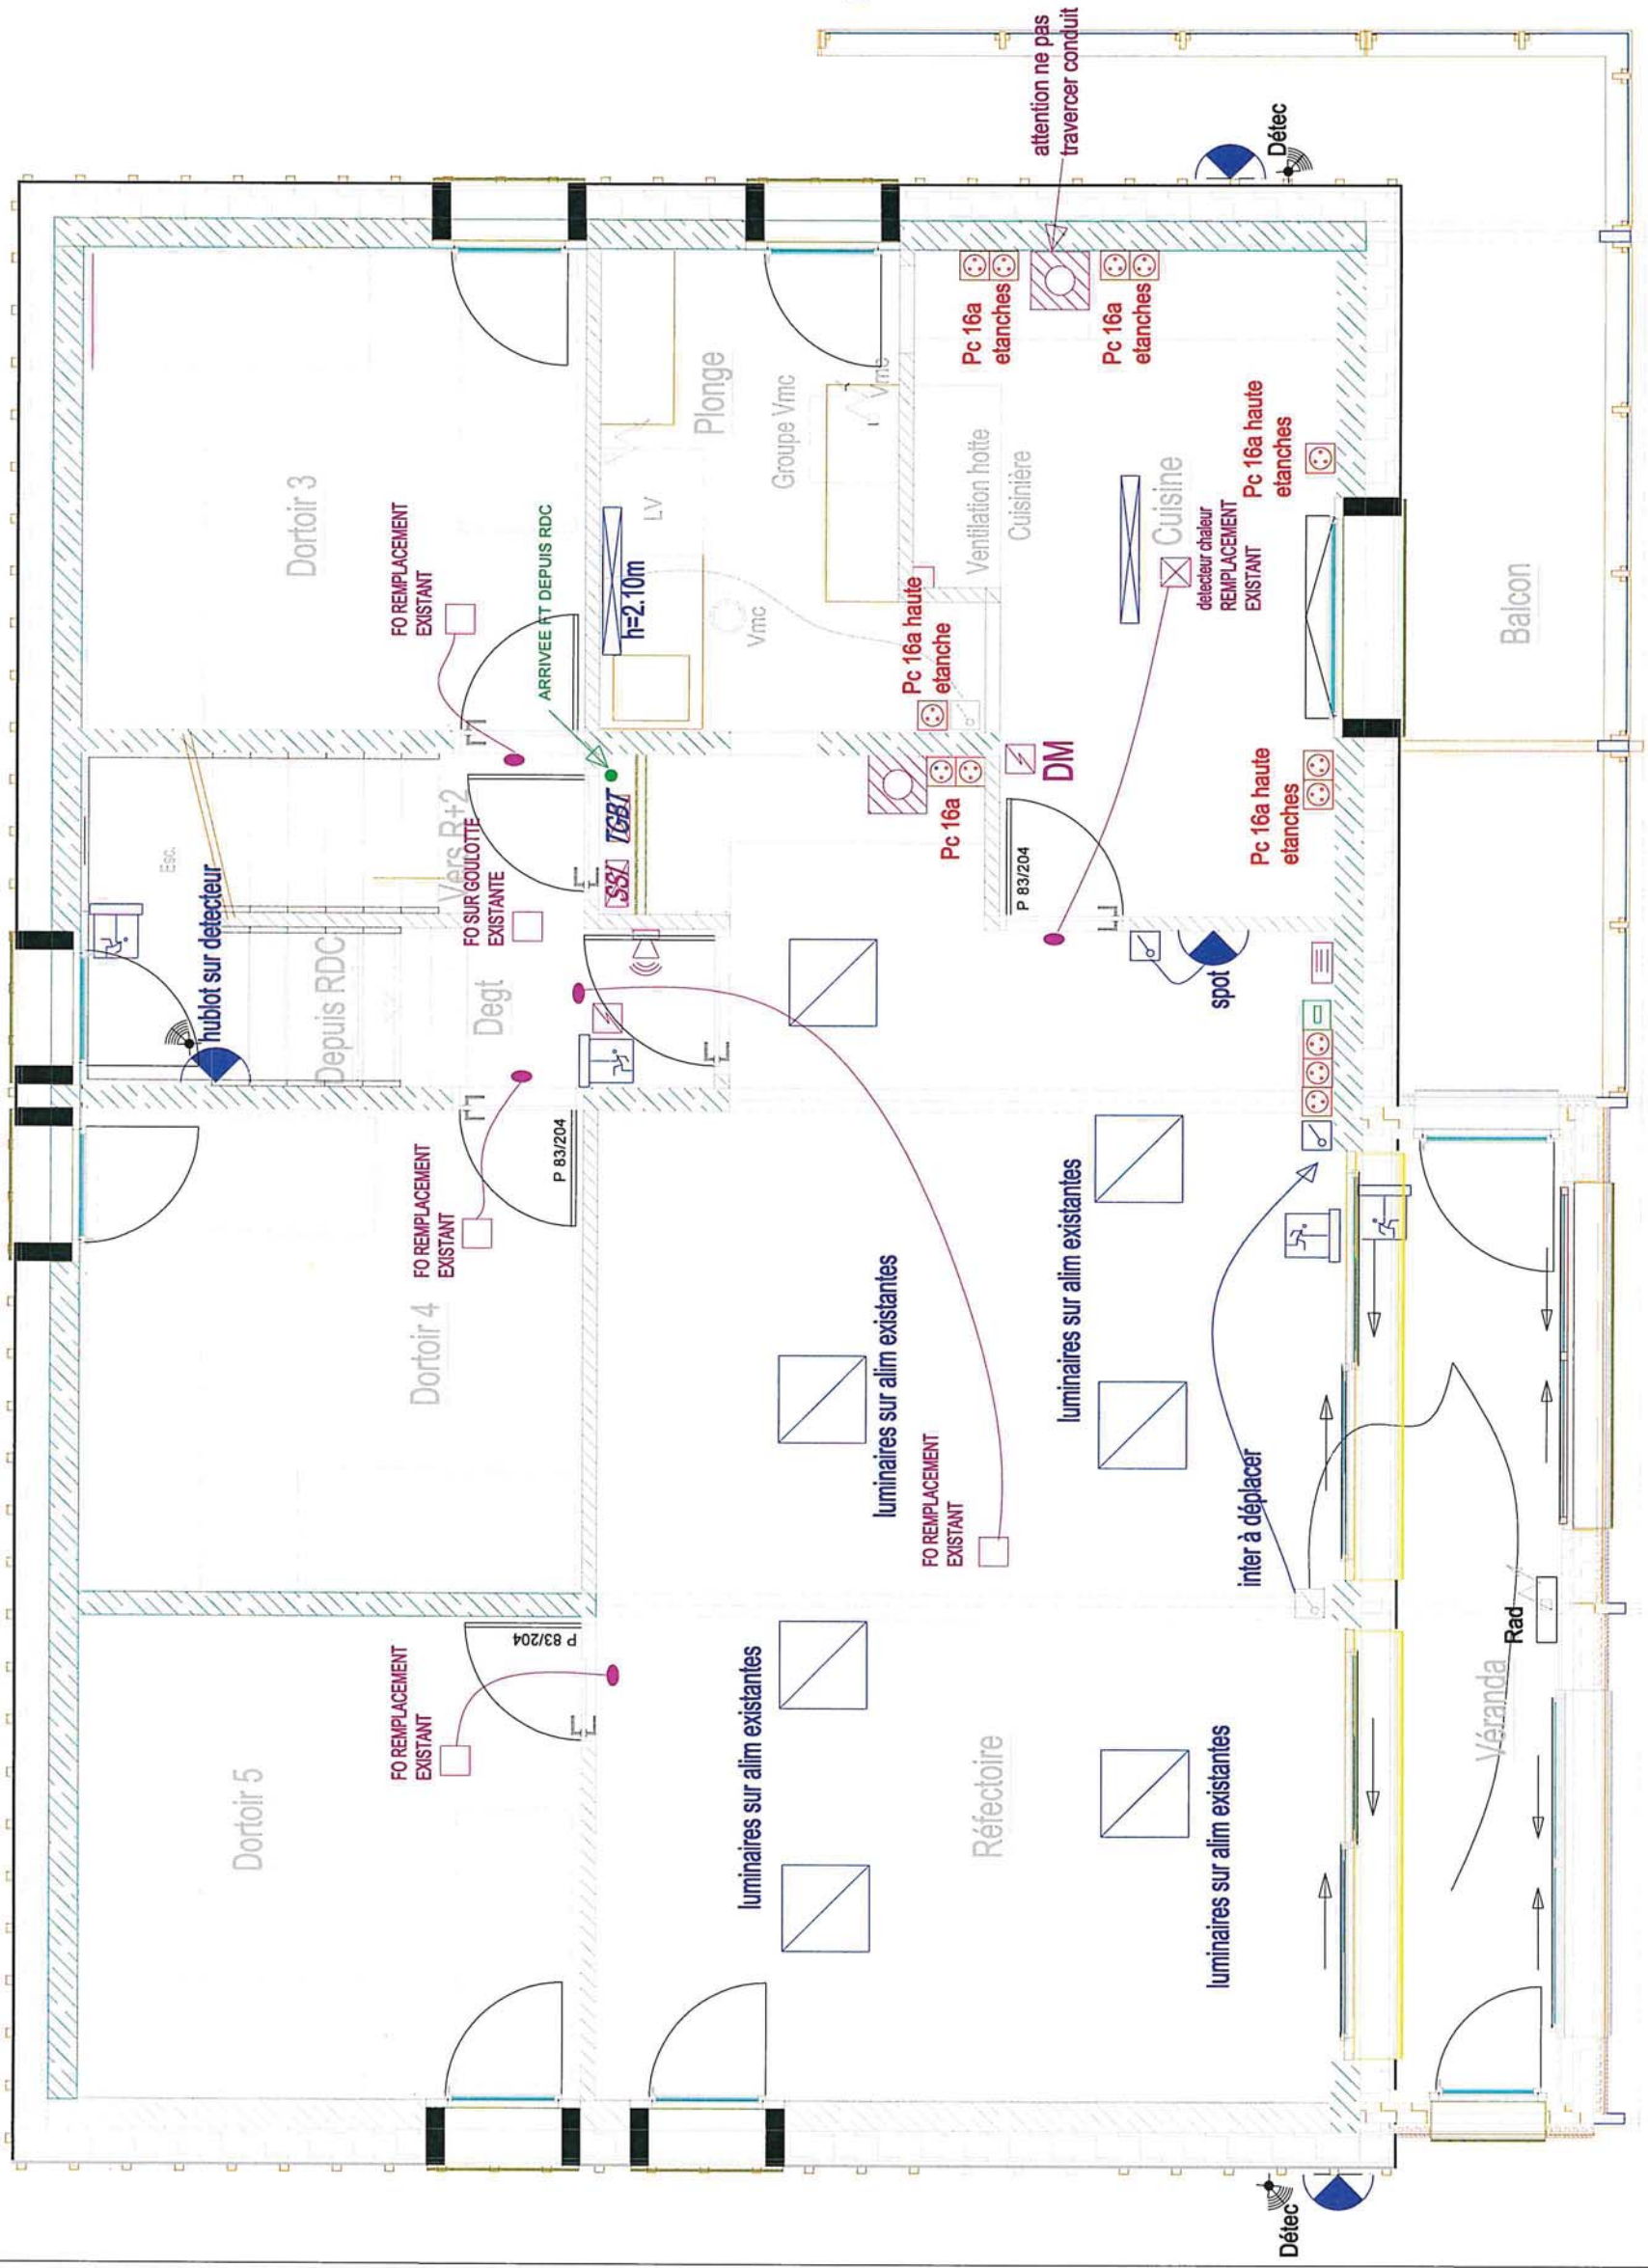 attention ne pas
travercer conduit
Détec
Dortoir 3
FO REMPLACEMENT
EXISTANT
ARRIVEE FT DEPUIS RDC
Plonge
Groupe Vmc
Vmc
LV
h=2.10m
Vmc
Pc 16a
etanches
Pc 16a
etanches
Ventilation hotte
Cuisinière
Cuisine
Pc 16a haute
etanches
detecteur chaleur
REMPLACEMENT
EXISTANT
Pc 16a haute
etanche
Balcon
DM
Pc 16a
Pc 16a haute
etanches
P 83/204
Esc.
Vers R+2
hublot sur detecteur
FO SUR GOULOTTE
EXISTANTE
SSI
TGBT
Depuis RDC
Degt
spot
FO REMPLACEMENT
EXISTANT
P 83/204
Dortoir 4
luminaires sur alim existantes
luminaires sur alim existantes
FO REMPLACEMENT
EXISTANT
inter à déplacer
FO REMPLACEMENT
EXISTANT
P 83/204
Dortoir 5
luminaires sur alim existantes
Réfectoire
luminaires sur alim existantes
Rad
Véranda
Détec